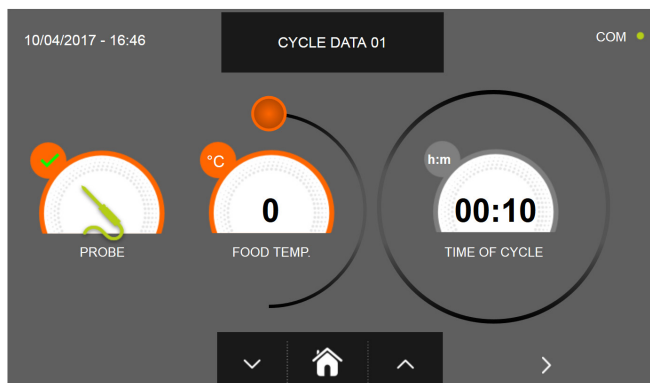 10/04/2017 - 16:46
CYCLE DATA 01
COM
°C
h:m
0
00:10
PROBE
FOOD TEMP.
TIME OF CYCLE